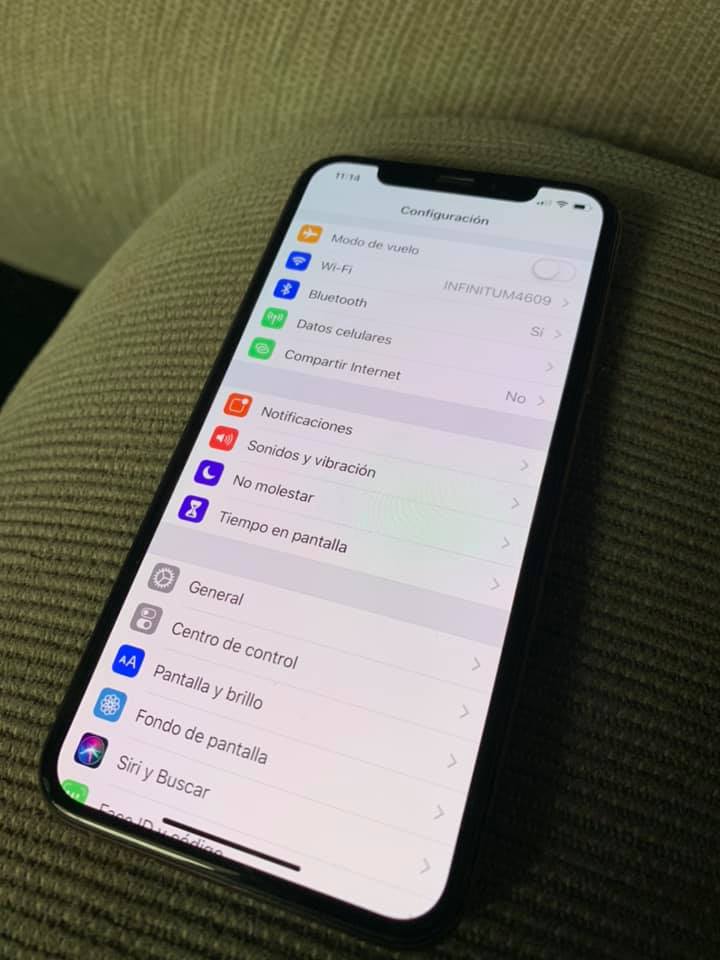 11:14
Configuración
Modo de vuelo
Wi-Fi INFINITUM4609
Bluetooth Sí
Datos celulares
Compartir Internet No
Notificaciones
Sonidos y vibración
No molestar
Tiempo en pantalla
General
Centro de control
AA Pantalla y brillo
Fondo de pantalla
Siri y Buscar
Face ID y código